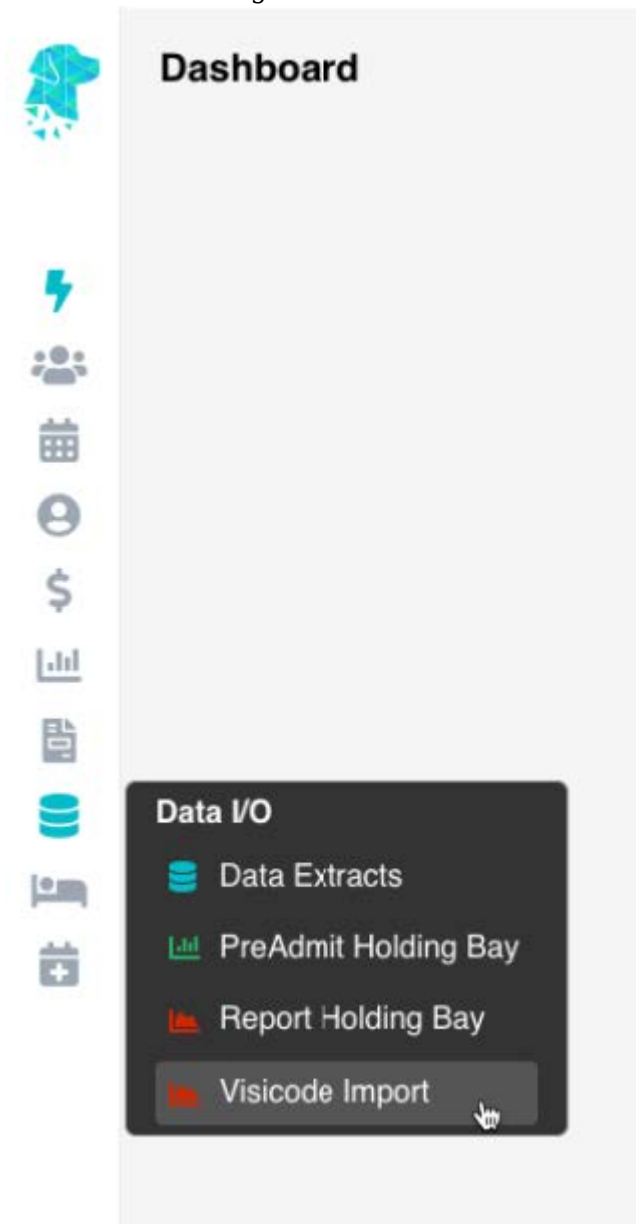 Dashboard
Data I/O
Data Extracts
PreAdmit Holding Bay
Report Holding Bay
Visicode Import